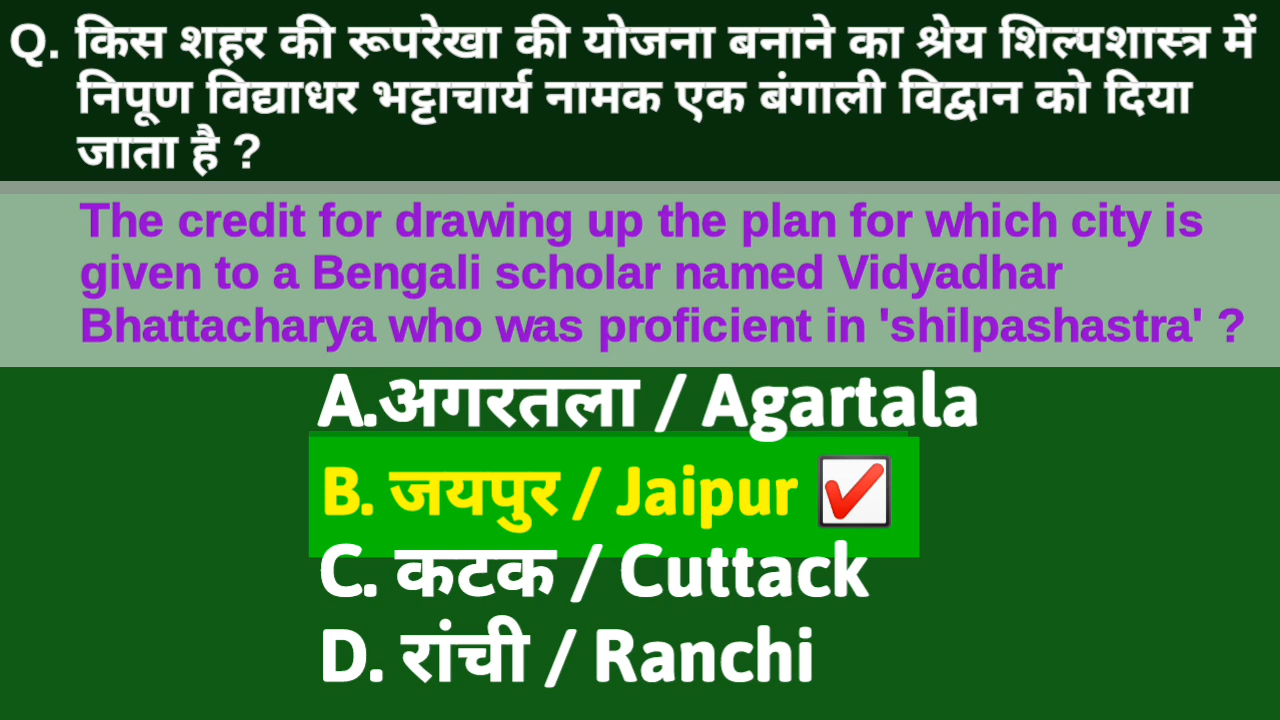 Q. किस शहर की रूपरेखा की योजना बनाने का श्रेय शिल्पशास्त्र में
निपूण विद्याधर भट्टाचार्य नामक एक बंगाली विद्वान को दिया
जाता है ?
The credit for drawing up the plan for which city is
given to a Bengali scholar named Vidyadhar
Bhattacharya who was proficient in 'shilpashastra' ?
A.अगरतला / Agartala
B. जयपुर / Jaipur
C. कटक / Cuttack
D. रांची / Ranchi